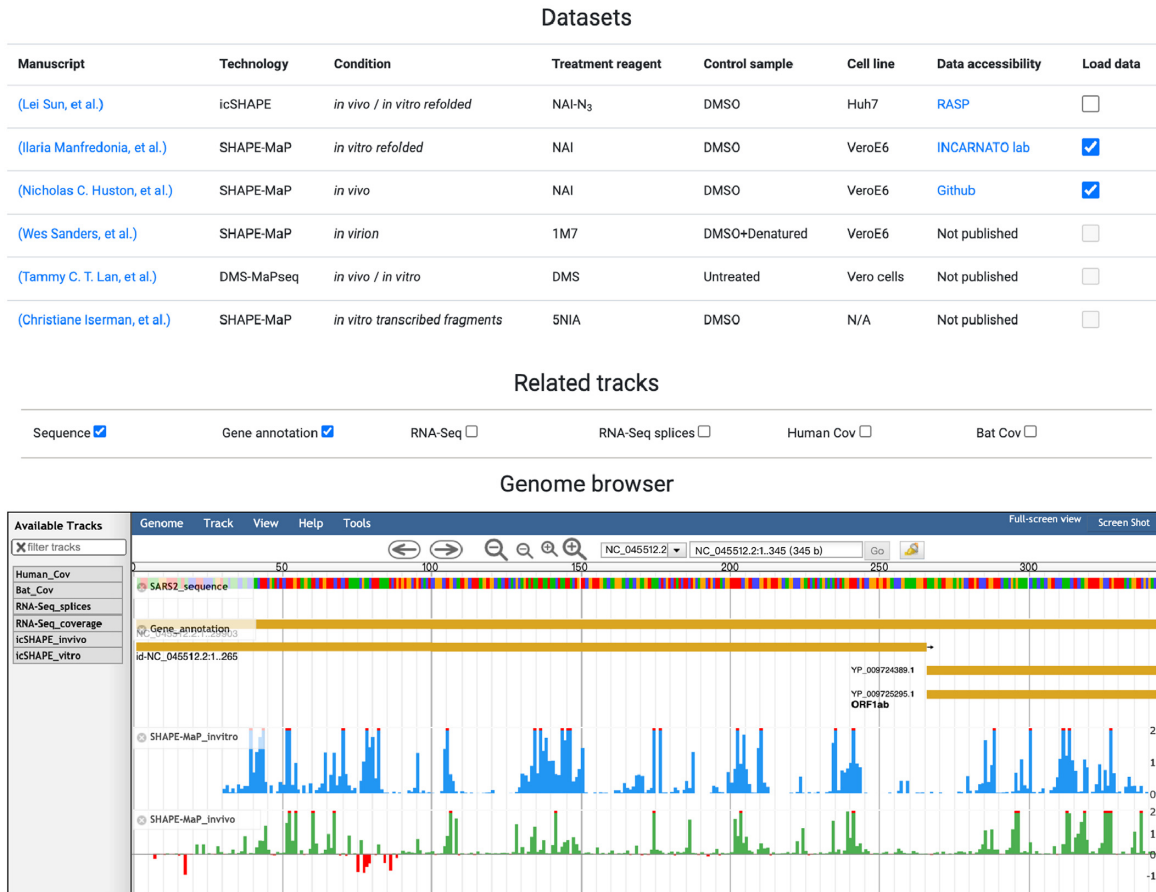 Datasets
Manuscript Technology Condition Treatment reagent Control sample Cell line Data accessibility Load data
(Lei Sun, et al.) icSHAPE in vivo / in vitro refolded NAI-N3 DMSO Huh7 RASP
(Ilaria Manfredonia, et al.) SHAPE-MaP in vitro refolded NAI DMSO VeroE6 INCARNATO lab
(Nicholas C. Huston, et al.) SHAPE-MaP in vivo NAI DMSO VeroE6 Github
(Wes Sanders, et al.) SHAPE-MaP in virion 1M7 DMSO+Denatured VeroE6 Not published
(Tammy C. T. Lan, et al.) DMS-MaPseq in vivo / in vitro DMS Untreated Vero cells Not published
(Christiane Iserman, et al.) SHAPE-MaP in vitro transcribed fragments 5NIA DMSO N/A Not published
Related tracks
Sequence Gene annotation RNA-Seq RNA-Seq splices Human Cov Bat Cov
Genome browser
Available Tracks Genome Track View Help Tools Full-screen view Screen Shot
filter tracks NC_045512.2 NC_045512.2:1..345 (345 b) Go
0 50 100 150 200 250 300
Human_Cov
Bat_Cov
RNA-Seq_splices
RNA-Seq_coverage
icSHAPE_invivo
icSHAPE_vitro
SARS2_sequence
Gene_annotation
NC_045512.2:1..29903
id-NC_045512.2:1..265
YP_009724389.1
YP_009725295.1
ORF1ab
SHAPE-MaP_invitro 2
1
0
SHAPE-MaP_invivo 2
1
0
-1